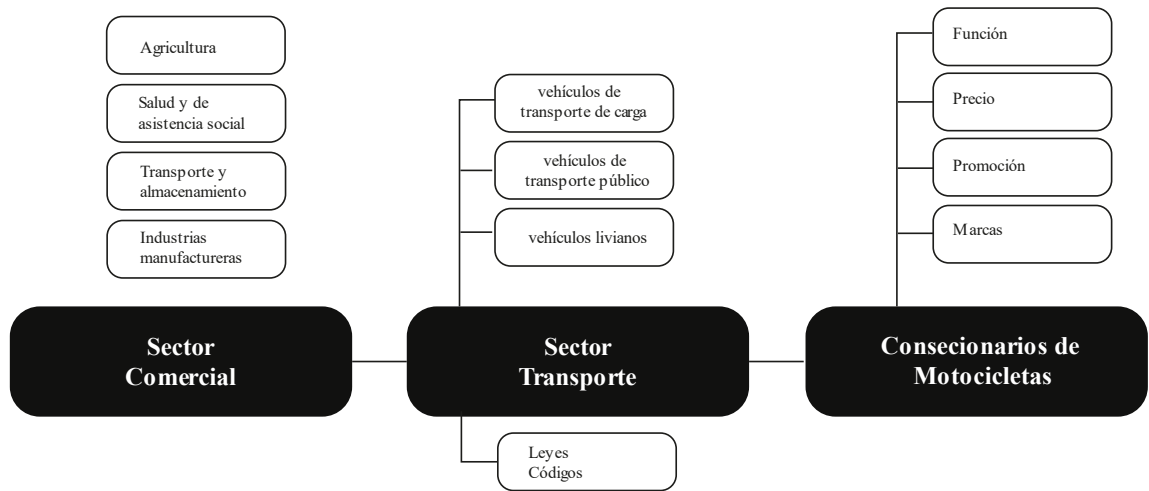 Agricultura
Salud y de
asistencia social
Transporte y
almacenamiento
Industrias
manufactureras
vehículos de
transporte de carga
vehículos de
transporte público
vehículos livianos
Función
Precio
Promoción
Marcas
Sector
Comercial
Sector
Transporte
Consecionarios de
Motocicletas
Leyes
Códigos